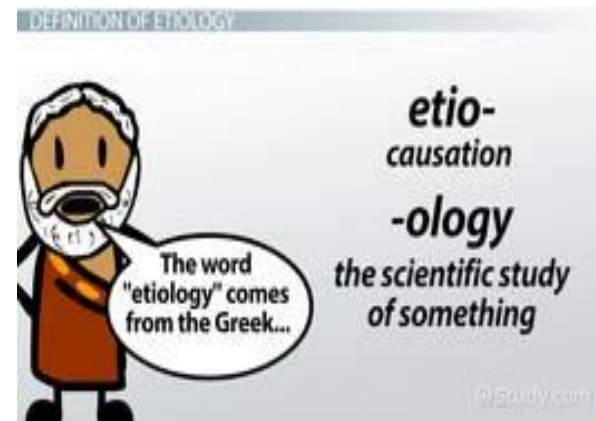 DEFINITION OF ETIOLOGY
etio-
causation
-ology
the scientific study
of something
The word
"etiology" comes
from the Greek...
Study.com